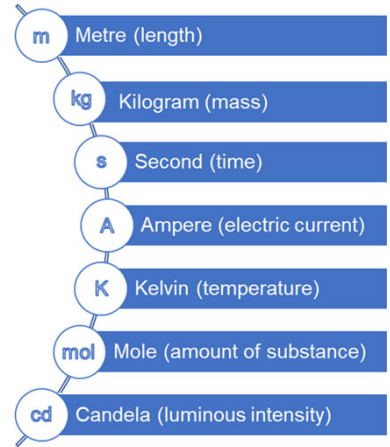 m Metre (length)
kg Kilogram (mass)
s Second (time)
A Ampere (electric current)
K Kelvin (temperature)
mol Mole (amount of substance)
cd Candela (luminous intensity)